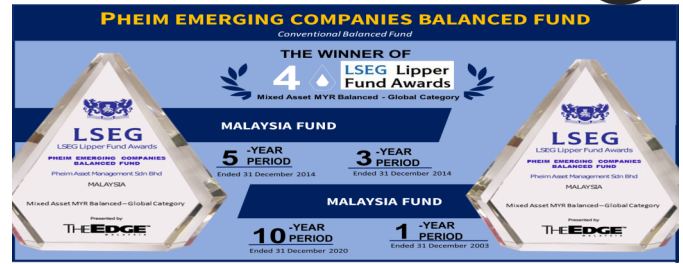 PHEIM EMERGING COMPANIES BALANCED FUND
Conventional Balanced Fund
THE WINNER OF
4 LSEG Lipper
Fund Awards
Mixed Asset MYR Balanced - Global Category
LSEG
LSEG Lipper Fund Awards
PHEIM EMERGING COMPANIES
BALANCED FUND
Pheim Asset Management Sdn Bhd
MALAYSIA
Mixed Asset MYR Balanced—Global Category
Presented by
THE EDGE
MALAYSIA
MALAYSIA FUND
5 -YEAR
PERIOD
Ended 31 December 2014
3 -YEAR
PERIOD
Ended 31 December 2014
MALAYSIA FUND
10 -YEAR
PERIOD
Ended 31 December 2020
1 -YEAR
PERIOD
Ended 31 December 2003
LSEG
LSEG Lipper Fund Awards
PHEIM EMERGING COMPANIES
BALANCED FUND
Pheim Asset Management Sdn Bhd
MALAYSIA
Mixed Asset MYR Balanced—Global Category
Presented by
THE EDGE
MALAYSIA